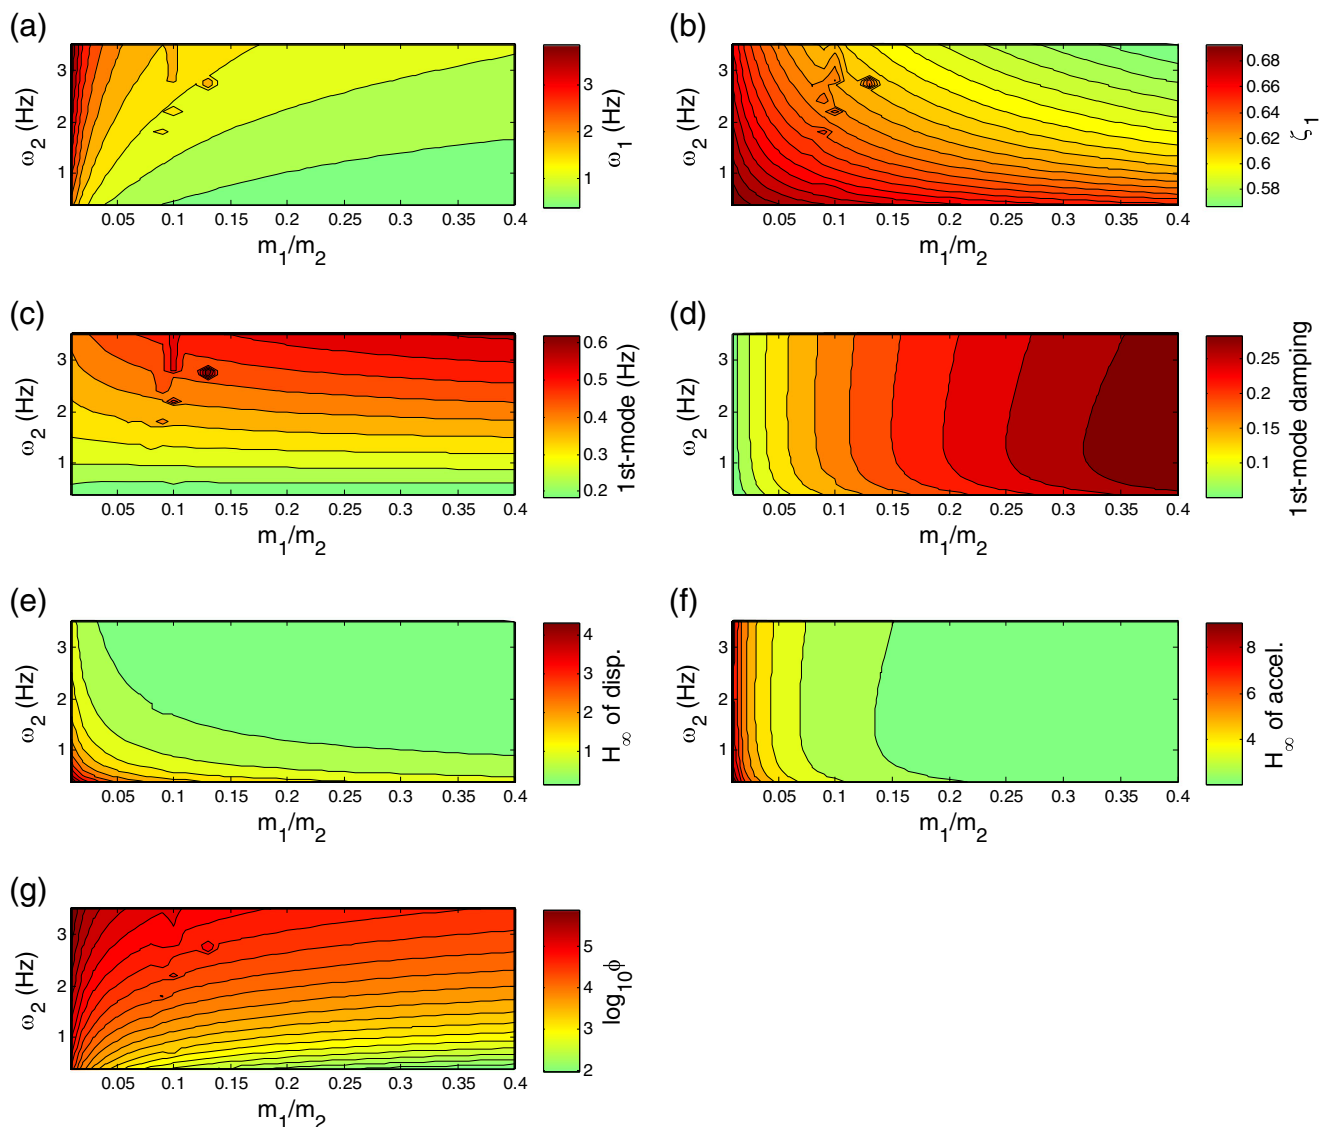 (a)
ω2 (Hz)
3
2
1
0.05 0.1 0.15 0.2 0.25 0.3 0.35 0.4
m1/m2
3
2
1
ω1 (Hz)
(b)
ω2 (Hz)
3
2
1
0.05 0.1 0.15 0.2 0.25 0.3 0.35 0.4
m1/m2
0.68
0.66
0.64
0.62
0.6
0.58
ζ1
(c)
ω2 (Hz)
3
2
1
0.05 0.1 0.15 0.2 0.25 0.3 0.35 0.4
m1/m2
0.6
0.5
0.4
0.3
0.2
1st-mode (Hz)
(d)
ω2 (Hz)
3
2
1
0.05 0.1 0.15 0.2 0.25 0.3 0.35 0.4
m1/m2
0.25
0.2
0.15
0.1
1st-mode damping
(e)
ω2 (Hz)
3
2
1
0.05 0.1 0.15 0.2 0.25 0.3 0.35 0.4
m1/m2
4
3
2
1
H∞ of disp.
(f)
ω2 (Hz)
3
2
1
0.05 0.1 0.15 0.2 0.25 0.3 0.35 0.4
m1/m2
8
6
4
H∞ of accel.
(g)
ω2 (Hz)
3
2
1
0.05 0.1 0.15 0.2 0.25 0.3 0.35 0.4
m1/m2
5
4
3
2
log10ϕ